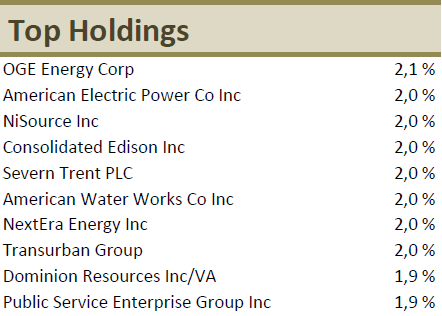 Top Holdings
OGE Energy Corp 2,1 %
American Electric Power Co Inc 2,0 %
NiSource Inc 2,0 %
Consolidated Edison Inc 2,0 %
Severn Trent PLC 2,0 %
American Water Works Co Inc 2,0 %
NextEra Energy Inc 2,0 %
Transurban Group 2,0 %
Dominion Resources Inc/VA 1,9 %
Public Service Enterprise Group Inc 1,9 %